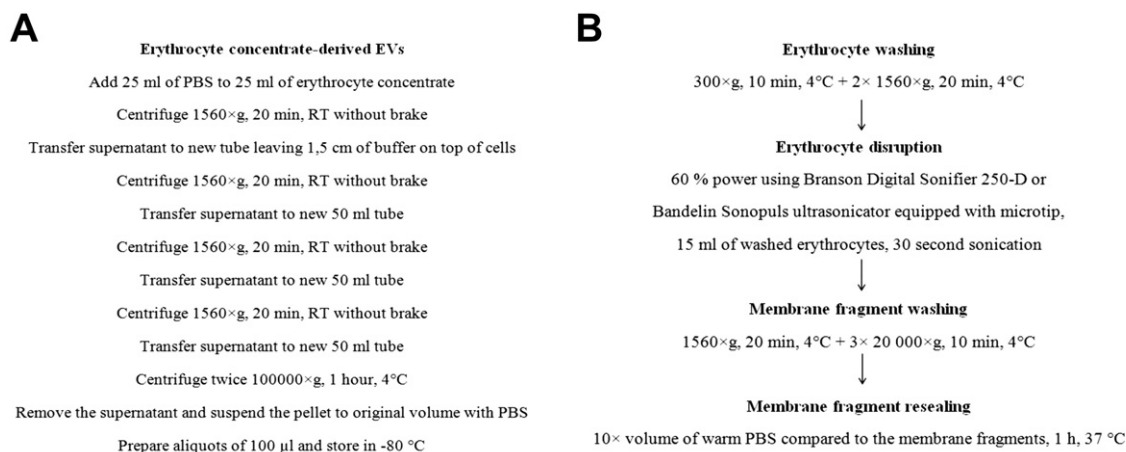 A
Erythrocyte concentrate-derived EVs
Add 25 ml of PBS to 25 ml of erythrocyte concentrate
Centrifuge 1560×g, 20 min, RT without brake
Transfer supernatant to new tube leaving 1,5 cm of buffer on top of cells
Centrifuge 1560×g, 20 min, RT without brake
Transfer supernatant to new 50 ml tube
Centrifuge 1560×g, 20 min, RT without brake
Transfer supernatant to new 50 ml tube
Centrifuge 1560×g, 20 min, RT without brake
Transfer supernatant to new 50 ml tube
Centrifuge twice 100000×g, 1 hour, 4°C
Remove the supernatant and suspend the pellet to original volume with PBS
Prepare aliquots of 100 µl and store in -80 °C
B
Erythrocyte washing
300×g, 10 min, 4°C + 2× 1560×g, 20 min, 4°C
Erythrocyte disruption
60 % power using Branson Digital Sonifier 250-D or
Bandelin Sonopuls ultrasonicator equipped with microtip,
15 ml of washed erythrocytes, 30 second sonication
Membrane fragment washing
1560×g, 20 min, 4°C + 3× 20 000×g, 10 min, 4°C
Membrane fragment resealing
10× volume of warm PBS compared to the membrane fragments, 1 h, 37 °C